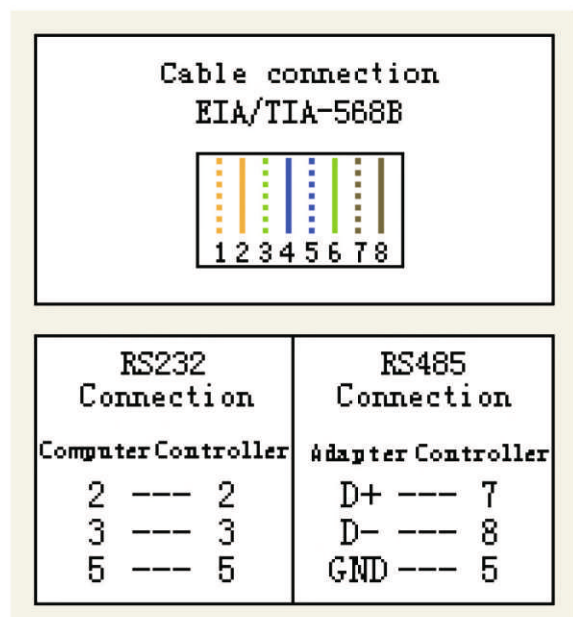 Cable connection
EIA/TIA-568B
1 2 3 4 5 6 7 8
RS232
Connection
Computer Controller
2 --- 2
3 --- 3
5 --- 5
RS485
Connection
Adapter Controller
D+ --- 7
D- --- 8
GND --- 5